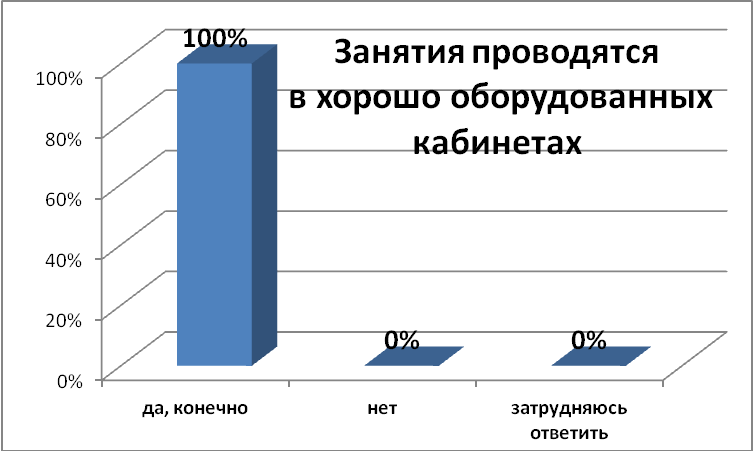 Занятия проводятся
в хорошо оборудованных
кабинетах
100%
80%
60%
40%
20%
0%
100%
0%
0%
да, конечно
нет
затрудняюсь
ответить